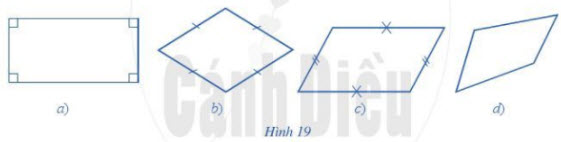 Cánh Diều
a) b) c) d)
Hình 19